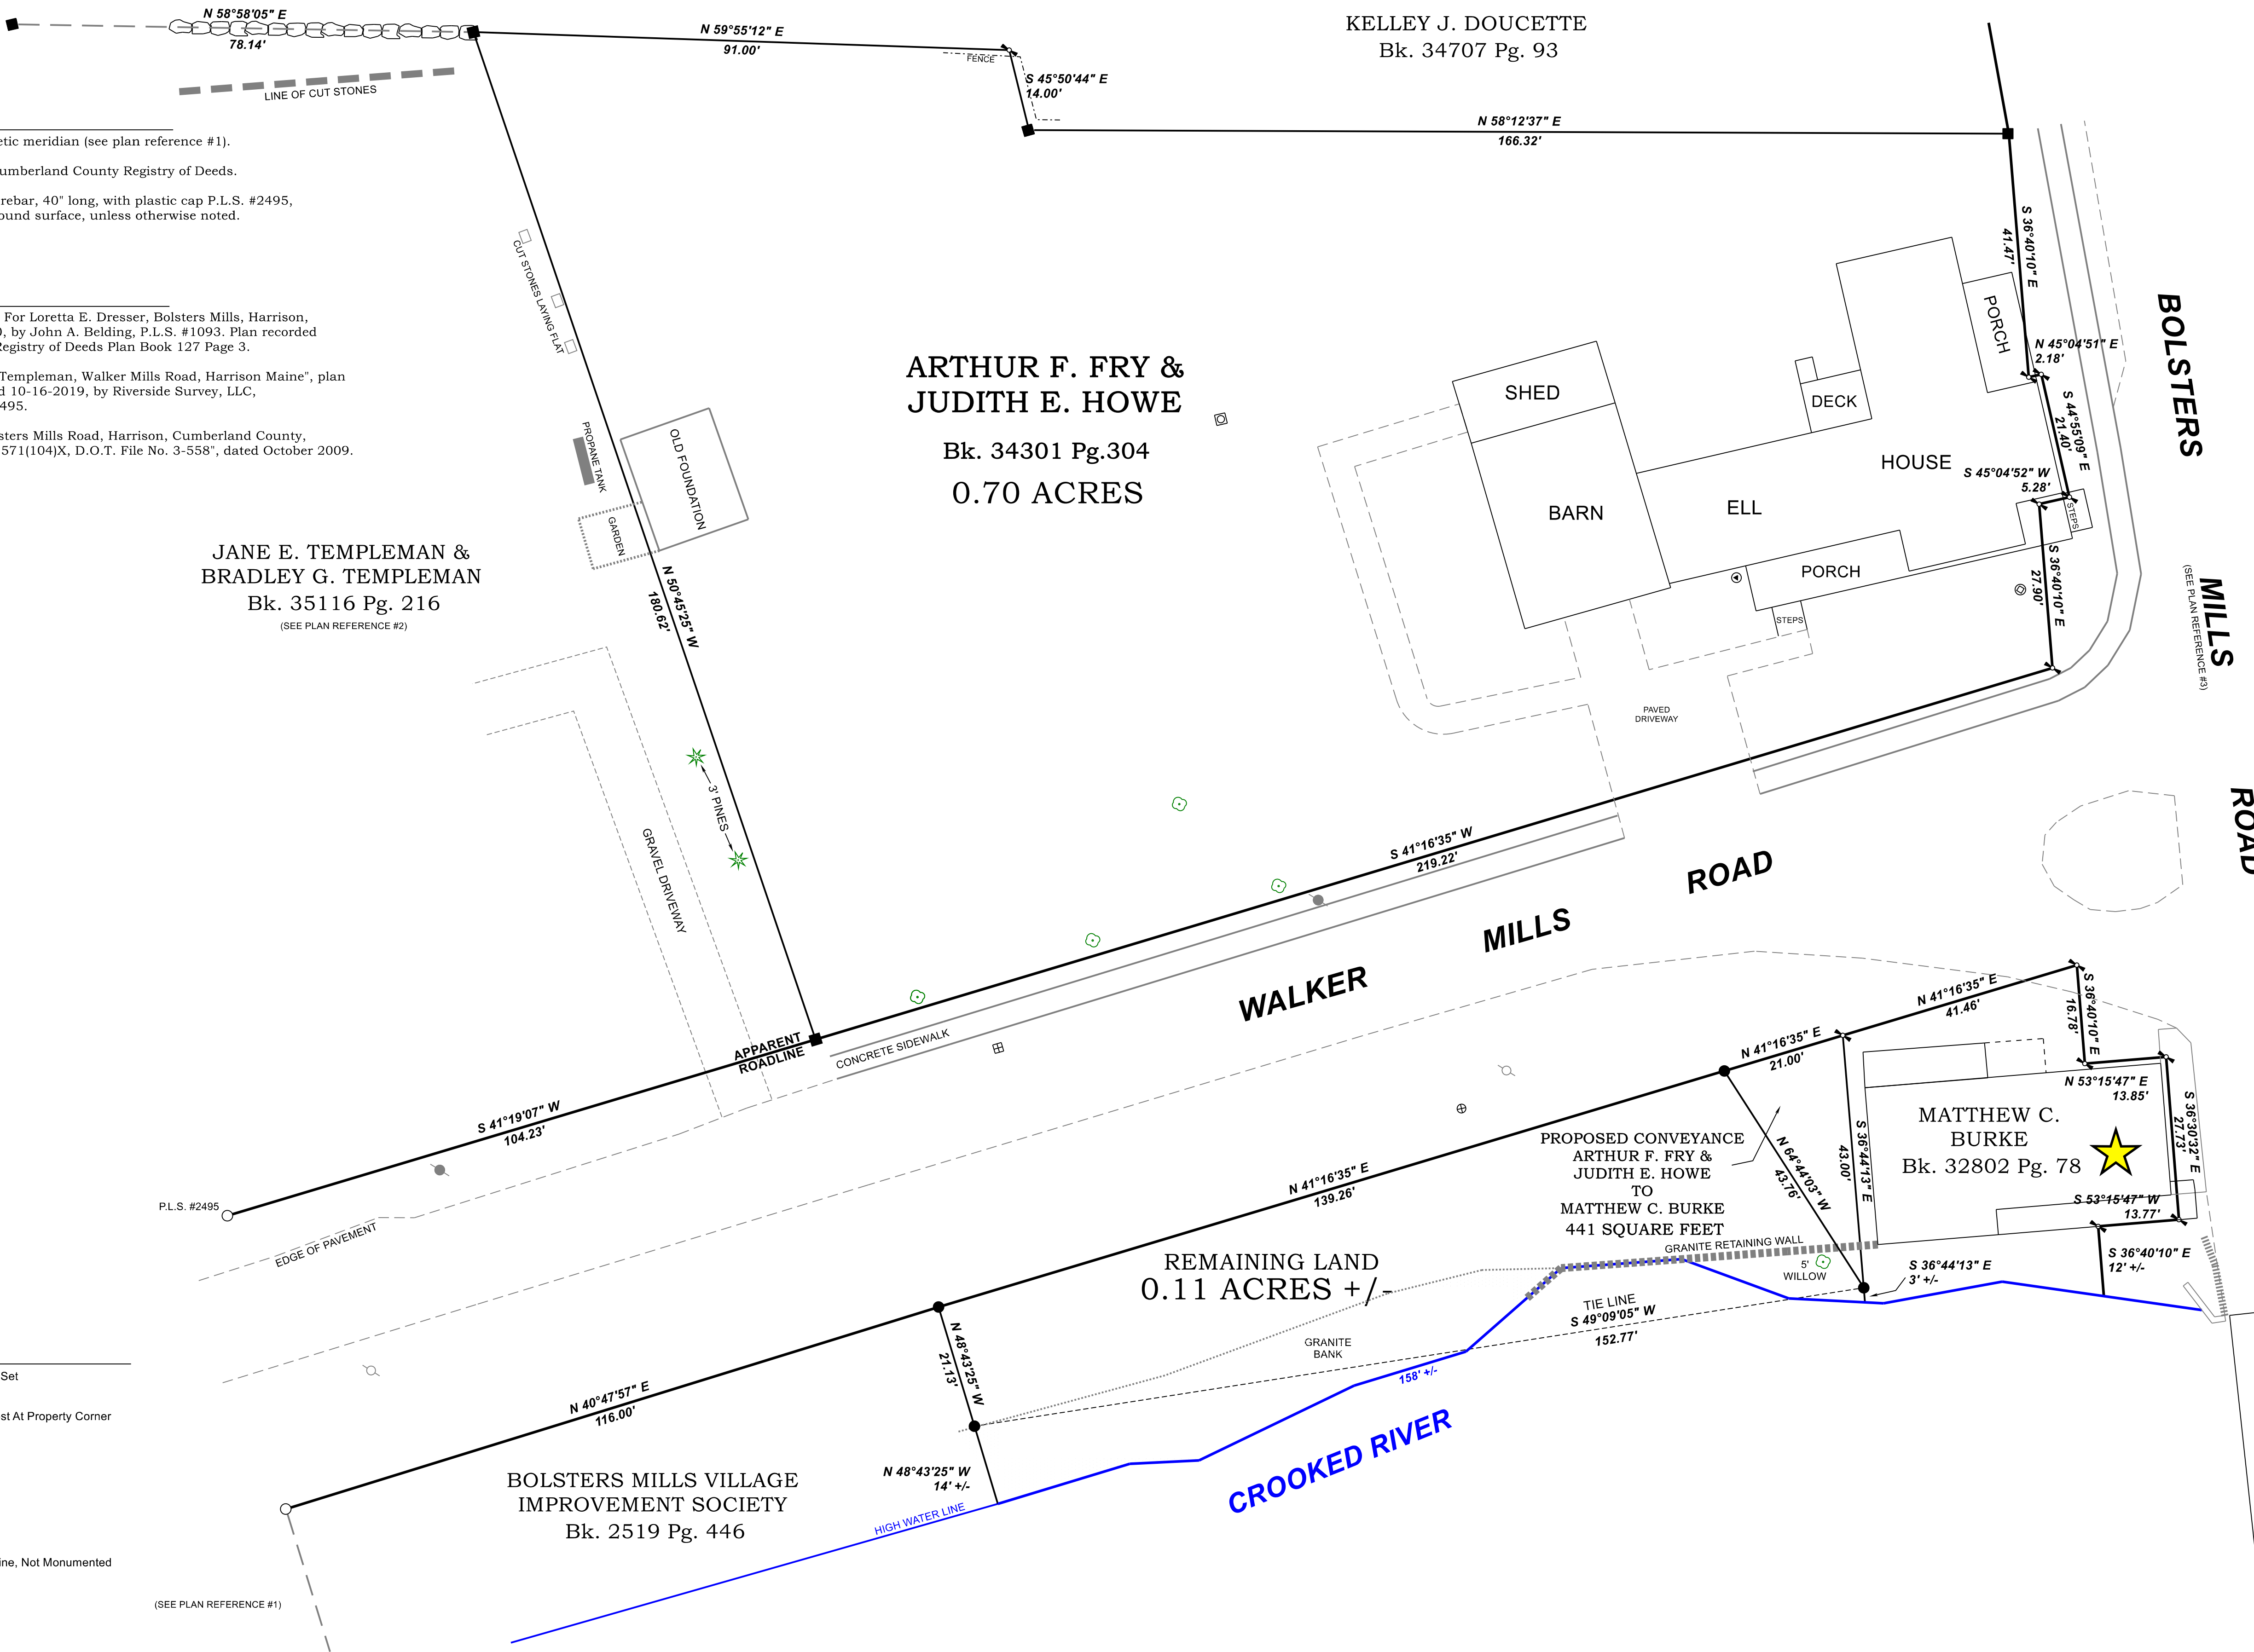 N 58°58'05" E
78.14'
LINE OF CUT STONES
N 59°55'12" E
91.00'
FENCE
S 45°50'44" E
14.00'
KELLEY J. DOUCETTE
Bk. 34707 Pg. 93
N 58°12'37" E
166.32'
etic meridian (see plan reference #1).
umberland County Registry of Deeds.
rebar, 40" long, with plastic cap P.L.S. #2495,
ound surface, unless otherwise noted.
For Loretta E. Dresser, Bolsters Mills, Harrison,
), by John A. Belding, P.L.S. #1093. Plan recorded
Registry of Deeds Plan Book 127 Page 3.
Templeman, Walker Mills Road, Harrison Maine", plan
d 10-16-2019, by Riverside Survey, LLC,
495.
sters Mills Road, Harrison, Cumberland County,
571(104)X, D.O.T. File No. 3-558", dated October 2009.
CUT STONES LAYING FLAT
PROPANE TANK
OLD FOUNDATION
GARDEN
ARTHUR F. FRY &
JUDITH E. HOWE
Bk. 34301 Pg.304
0.70 ACRES
SHED
BARN
ELL
DECK
HOUSE
PORCH
PORCH
STEPS
STEPS
S 36°40'10" E
41.47'
N 45°04'51" E
2.18'
S 44°55'09" E
21.40'
S 45°04'52" W
5.28'
S 36°40'10" E
27.90'
BOLSTERS
MILLS
(SEE PLAN REFERENCE #3)
ROAD
JANE E. TEMPLEMAN &
BRADLEY G. TEMPLEMAN
Bk. 35116 Pg. 216
(SEE PLAN REFERENCE #2)
N 50°45'25" W
180.62'
3' PINES
GRAVEL DRIVEWAY
PAVED
DRIVEWAY
S 41°16'35" W
219.22'
WALKER
MILLS
ROAD
APPARENT
ROADLINE
CONCRETE SIDEWALK
S 41°19'07" W
104.23'
P.L.S. #2495
EDGE OF PAVEMENT
N 41°16'35" E
41.46'
N 41°16'35" E
21.00'
S 36°40'10" E
16.78'
N 53°15'47" E
13.85'
S 36°30'32" E
27.73'
S 53°15'47" W
13.77'
MATTHEW C.
BURKE
Bk. 32802 Pg. 78
S 36°44'13" E
43.00'
N 64°44'03" W
43.76'
PROPOSED CONVEYANCE
ARTHUR F. FRY &
JUDITH E. HOWE
TO
MATTHEW C. BURKE
441 SQUARE FEET
N 41°16'35" E
139.26'
GRANITE RETAINING WALL
5'
WILLOW
S 36°44'13" E
3' +/-
S 36°40'10" E
12' +/-
REMAINING LAND
0.11 ACRES +/-
TIE LINE
S 49°09'05" W
152.77'
GRANITE
BANK
158' +/-
N 48°43'25" W
21.13'
N 40°47'57" E
116.00'
N 48°43'25" W
14' +/-
HIGH WATER LINE
CROOKED RIVER
BOLSTERS MILLS VILLAGE
IMPROVEMENT SOCIETY
Bk. 2519 Pg. 446
Set
st At Property Corner
ine, Not Monumented
(SEE PLAN REFERENCE #1)